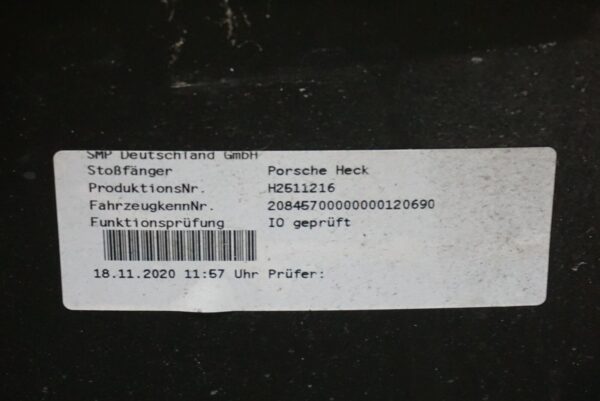 SMP Deutschland GmbH
Stoßfänger Porsche Heck
ProduktionsNr. H2511216
FahrzeugkennNr. 20845700000000120690
Funktionsprüfung IO geprüft
18.11.2020 11:57 Uhr Prüfer: